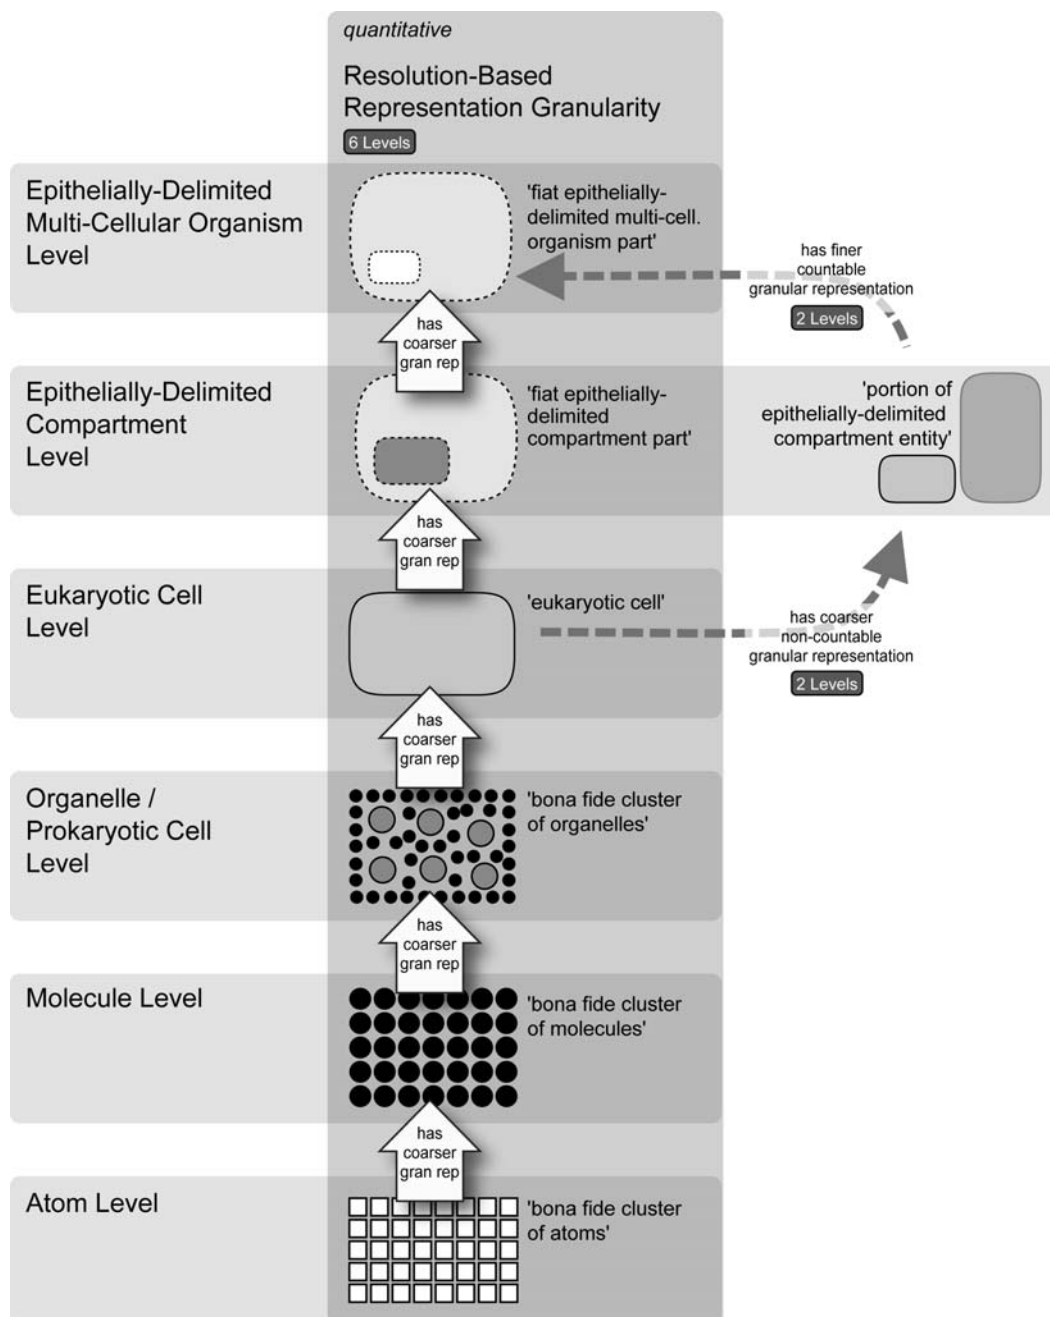 quantitative
Resolution-Based
Representation Granularity
6 Levels
Epithelially-Delimited
Multi-Cellular Organism
Level
'fiat epithelially-
delimited multi-cell.
organism part'
has finer
countable
granular representation
2 Levels
has
coarser
gran rep
Epithelially-Delimited
Compartment
Level
'fiat epithelially-
delimited
compartment part'
'portion of
epithelially-delimited
compartment entity'
has
coarser
gran rep
Eukaryotic Cell
Level
'eukaryotic cell'
has coarser
non-countable
granular representation
2 Levels
has
coarser
gran rep
Organelle /
Prokaryotic Cell
Level
'bona fide cluster
of organelles'
has
coarser
gran rep
Molecule Level
'bona fide cluster
of molecules'
has
coarser
gran rep
Atom Level
'bona fide cluster
of atoms'